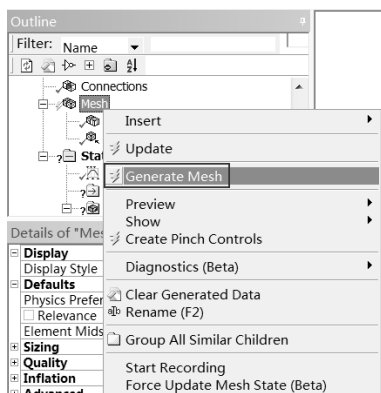 Outline
Filter: Name
Connections
Mesh
Insert
Update
Generate Mesh
Preview
Show
Create Pinch Controls
Diagnostics (Beta)
Clear Generated Data
Rename (F2)
Group All Similar Children
Start Recording
Force Update Mesh State (Beta)
Details of "Me
Display
Display Style
Defaults
Physics Prefer
Relevance
Element Mids
Sizing
Quality
Inflation
Advanced